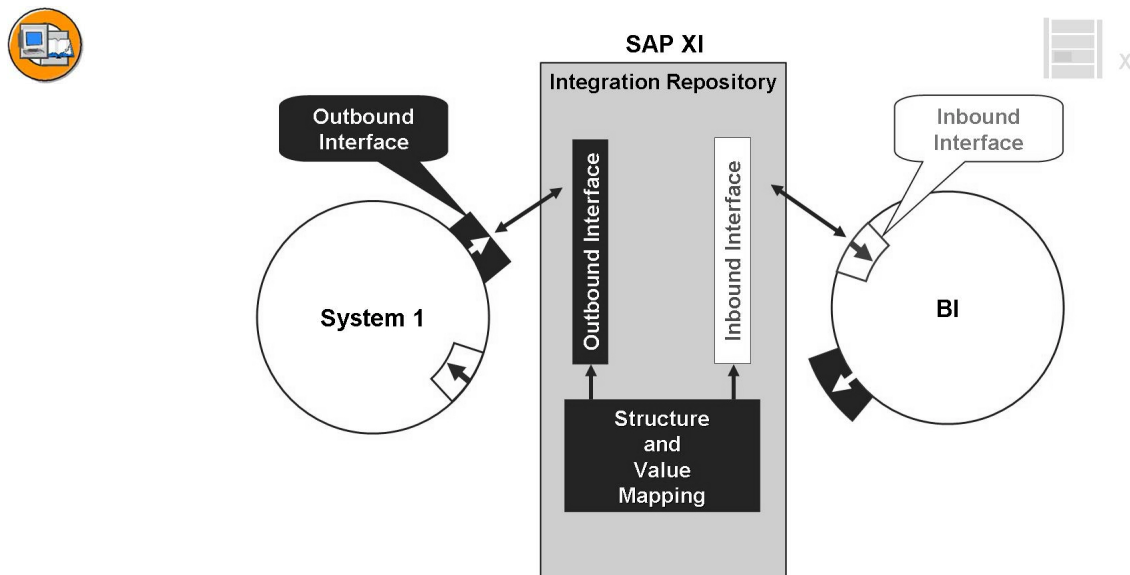 SAP XI
Integration Repository
X
Outbound
Interface
Inbound
Interface
Outbound Interface
Inbound Interface
System 1
BI
Structure
and
Value
Mapping